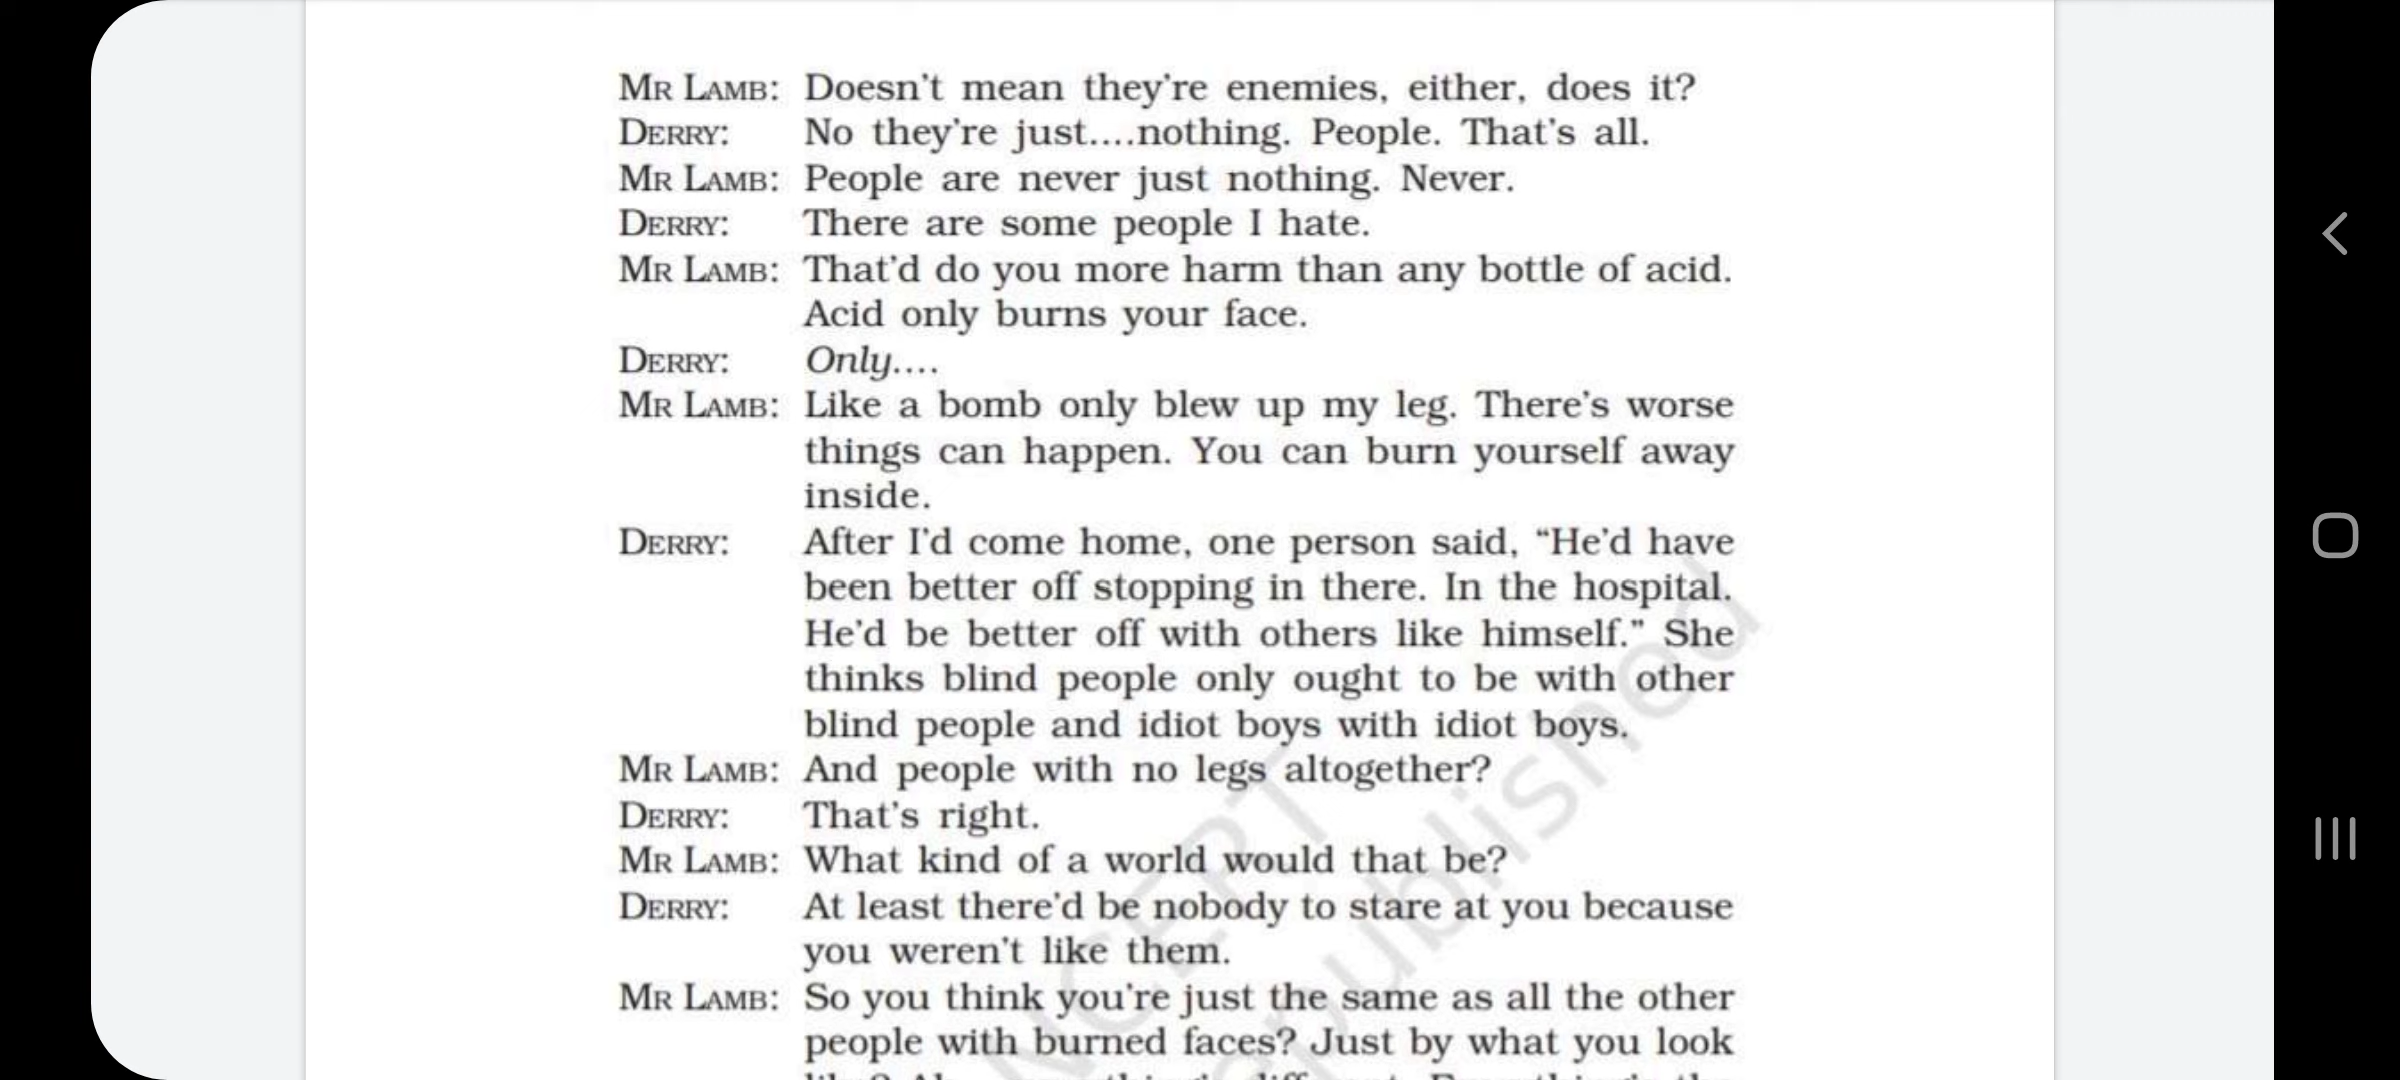 MR LAMB: Doesn't mean they're enemies, either, does it?
DERRY: No they're just....nothing. People. That's all.
MR LAMB: People are never just nothing. Never.
DERRY: There are some people I hate.
MR LAMB: That'd do you more harm than any bottle of acid.
Acid only burns your face.
DERRY: Only....
MR LAMB: Like a bomb only blew up my leg. There's worse
things can happen. You can burn yourself away
inside.
DERRY: After I'd come home, one person said, “He'd have
been better off stopping in there. In the hospital.
He'd be better off with others like himself.” She
thinks blind people only ought to be with other
blind people and idiot boys with idiot boys.
MR LAMB: And people with no legs altogether?
DERRY: That's right.
MR LAMB: What kind of a world would that be?
DERRY: At least there'd be nobody to stare at you because
you weren't like them.
MR LAMB: So you think you're just the same as all the other
people with burned faces? Just by what you look
NCERT
published